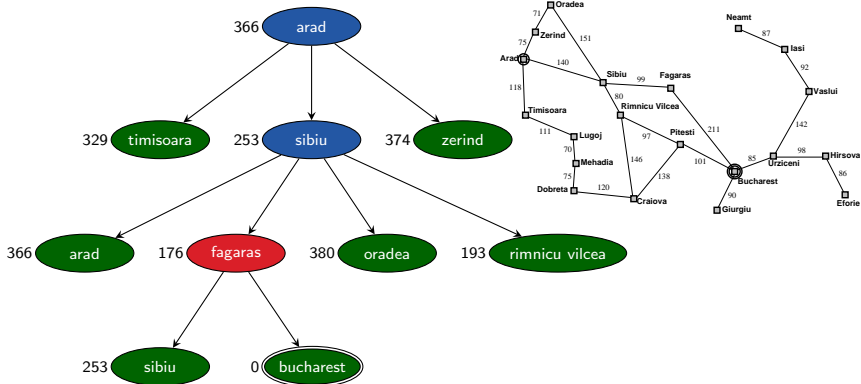 366 arad
329 timisoara 253 sibiu 374 zerind
366 arad 176 fagaras 380 oradea 193 rimnicu vilcea
253 sibiu 0 bucharest
Oradea
71
Neamt
Zerind
87
75
151
Iasi
Arad
140
92
Sibiu
99
Fagaras
118
80
Vaslui
Rimnicu Vilcea
Timisoara
142
111
Lugoj
97
Pitesti
211
70
98
Hirsova
85
Mehadia
146
101
Urziceni
86
75
138
Bucharest
Dobreta
120
90
Craiova
Giurgiu
Eforie